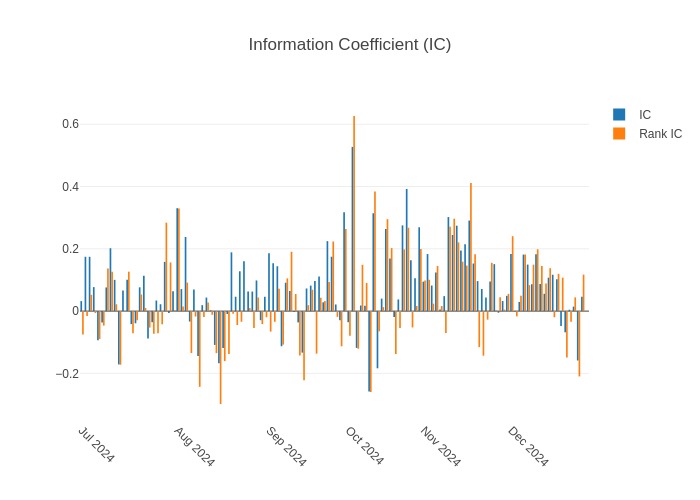 Information Coefficient (IC)
IC
Rank IC
0.6
0.4
0.2
0
−0.2
Jul 2024
Aug 2024
Sep 2024
Oct 2024
Nov 2024
Dec 2024